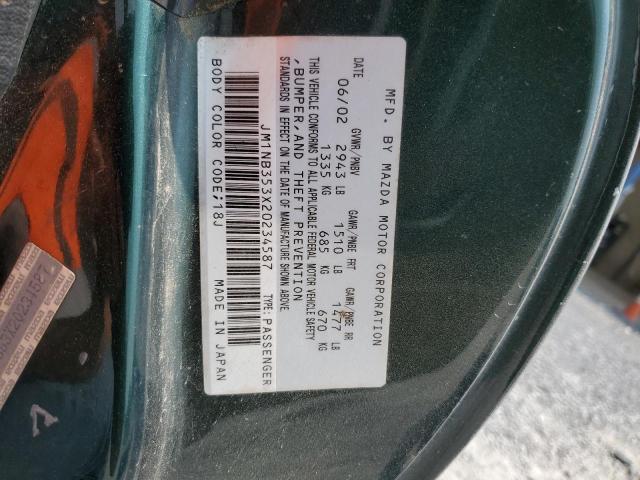 MFD. BY MAZDA MOTOR CORPORATION
DATE GVWR/PNBV GAWR/PNBE FRT GAWR/PNBE RR
06/02 2943 LB 1510 LB 1477 LB
1335 KG 685 KG 670 KG
THIS VEHICLE CONFORMS TO ALL APPLICABLE FEDERAL MOTOR VEHICLE SAFETY
,BUMPER,AND THEFT PREVENTION
STANDARDS IN EFFECT ON THE DATE OF MANUFACTURE SHOWN ABOVE.
JM1NB353X20234587 TYPE:PASSENGER
BODY COLOR CODE;18J MADE IN JAPAN